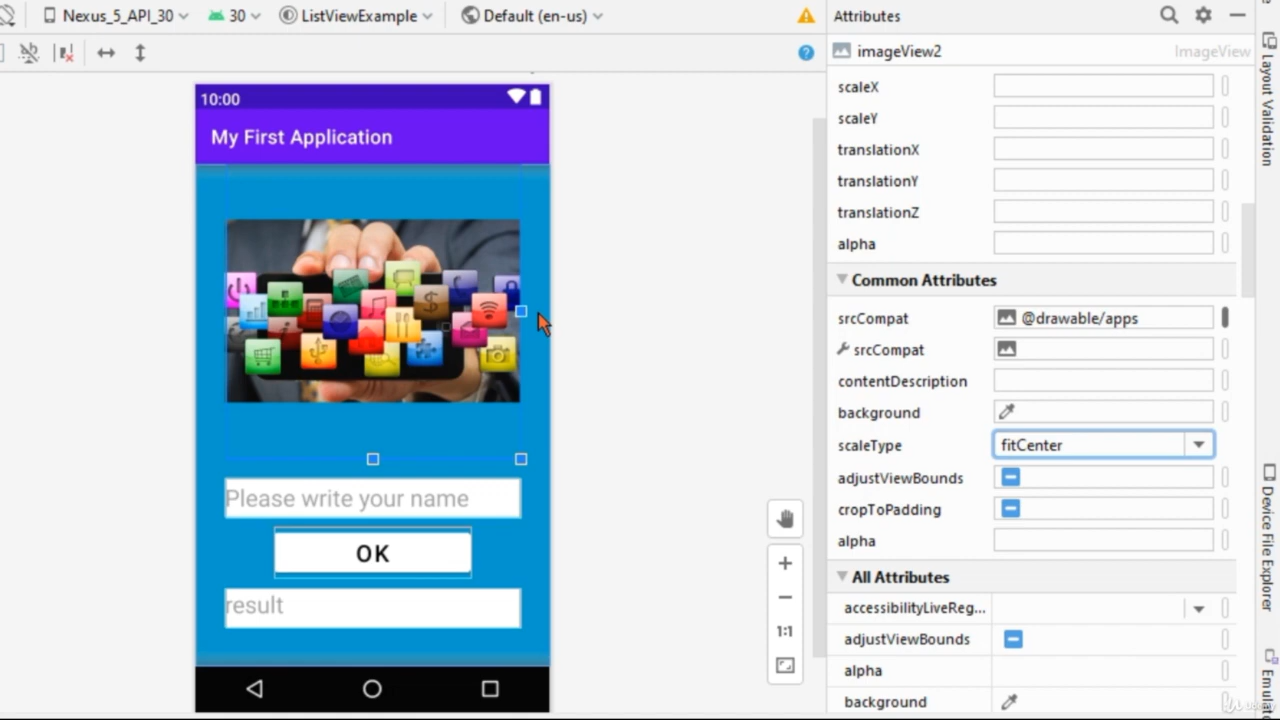 Nexus_5_API_30 30 ListViewExample Default (en-us)
Attributes
imageView2 ImageView
scaleX
scaleY
translationX
translationY
translationZ
alpha
Common Attributes
srcCompat @drawable/apps
srcCompat
contentDescription
background
scaleType fitCenter
adjustViewBounds
cropToPadding
alpha
All Attributes
accessibilityLiveReg...
adjustViewBounds
alpha
background
10:00
My First Application
Please write your name
OK
result
1:1
Layout Validation
Device File Explorer
Emulat